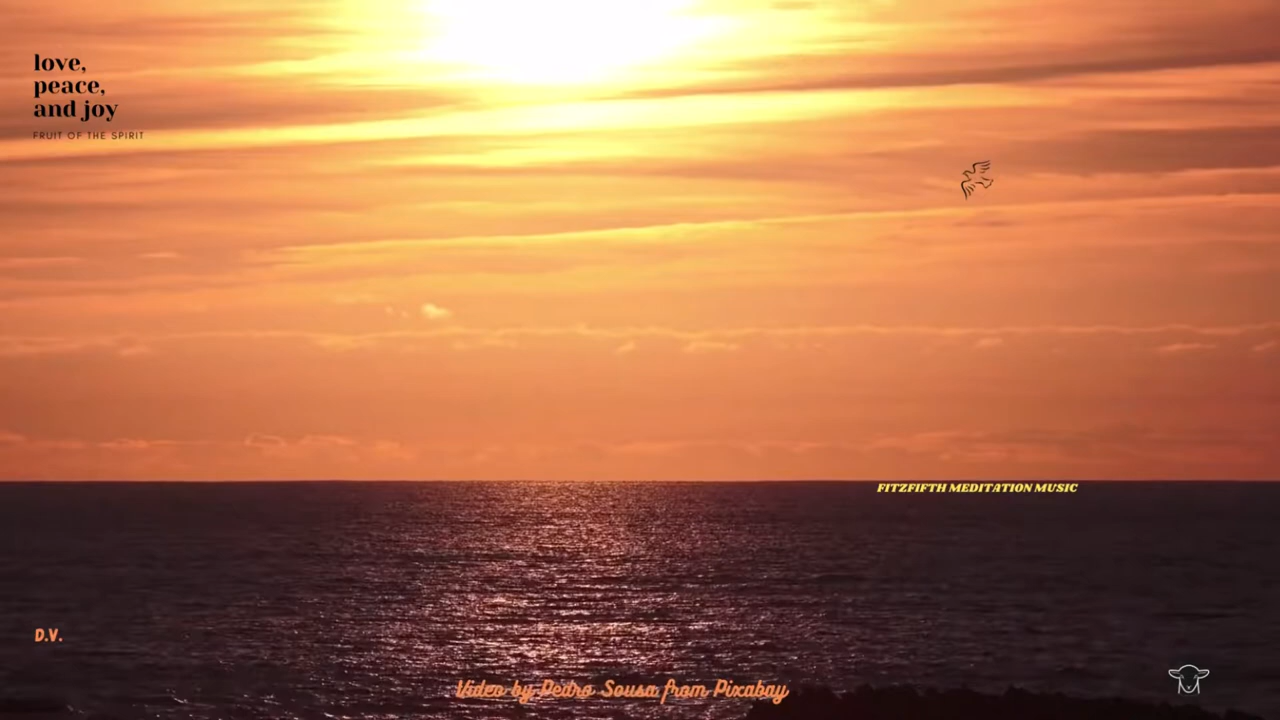 love,
peace,
and joy
FRUIT OF THE SPIRIT
FITZFIFTH MEDITATION MUSIC
D.V.
Video by Pedro Sousa from Pixabay